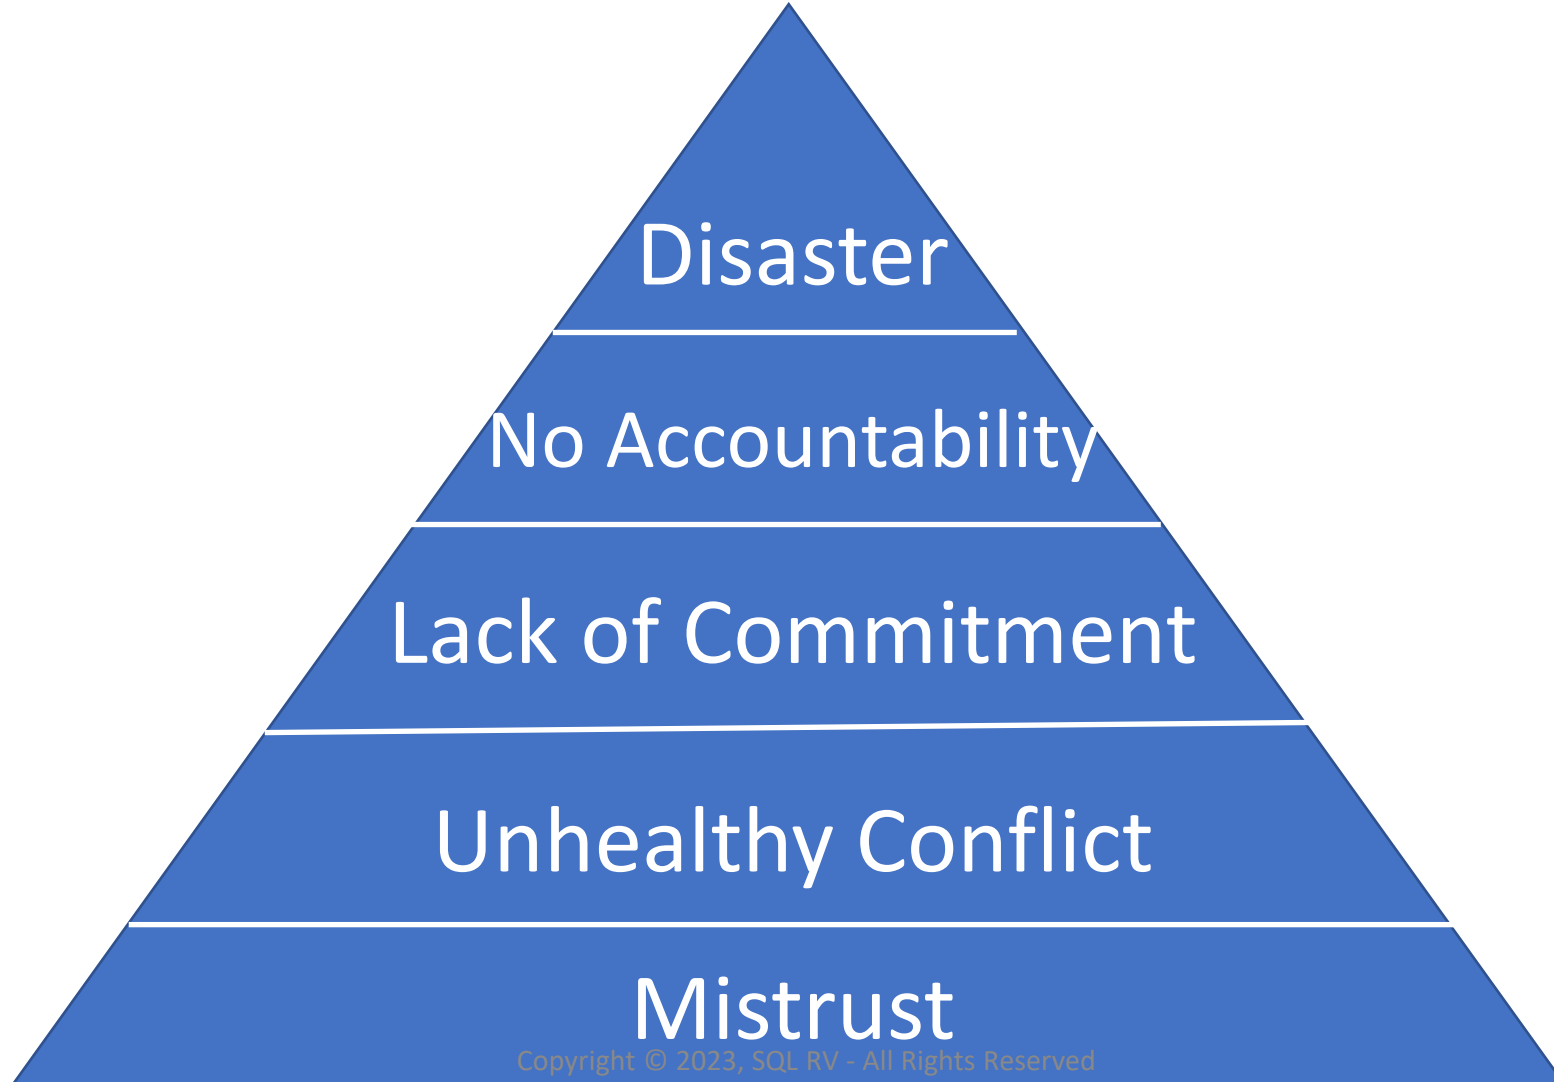 Disaster
No Accountability
Lack of Commitment
Unhealthy Conflict
Mistrust
Copyright © 2023, SQL RV - All Rights Reserved